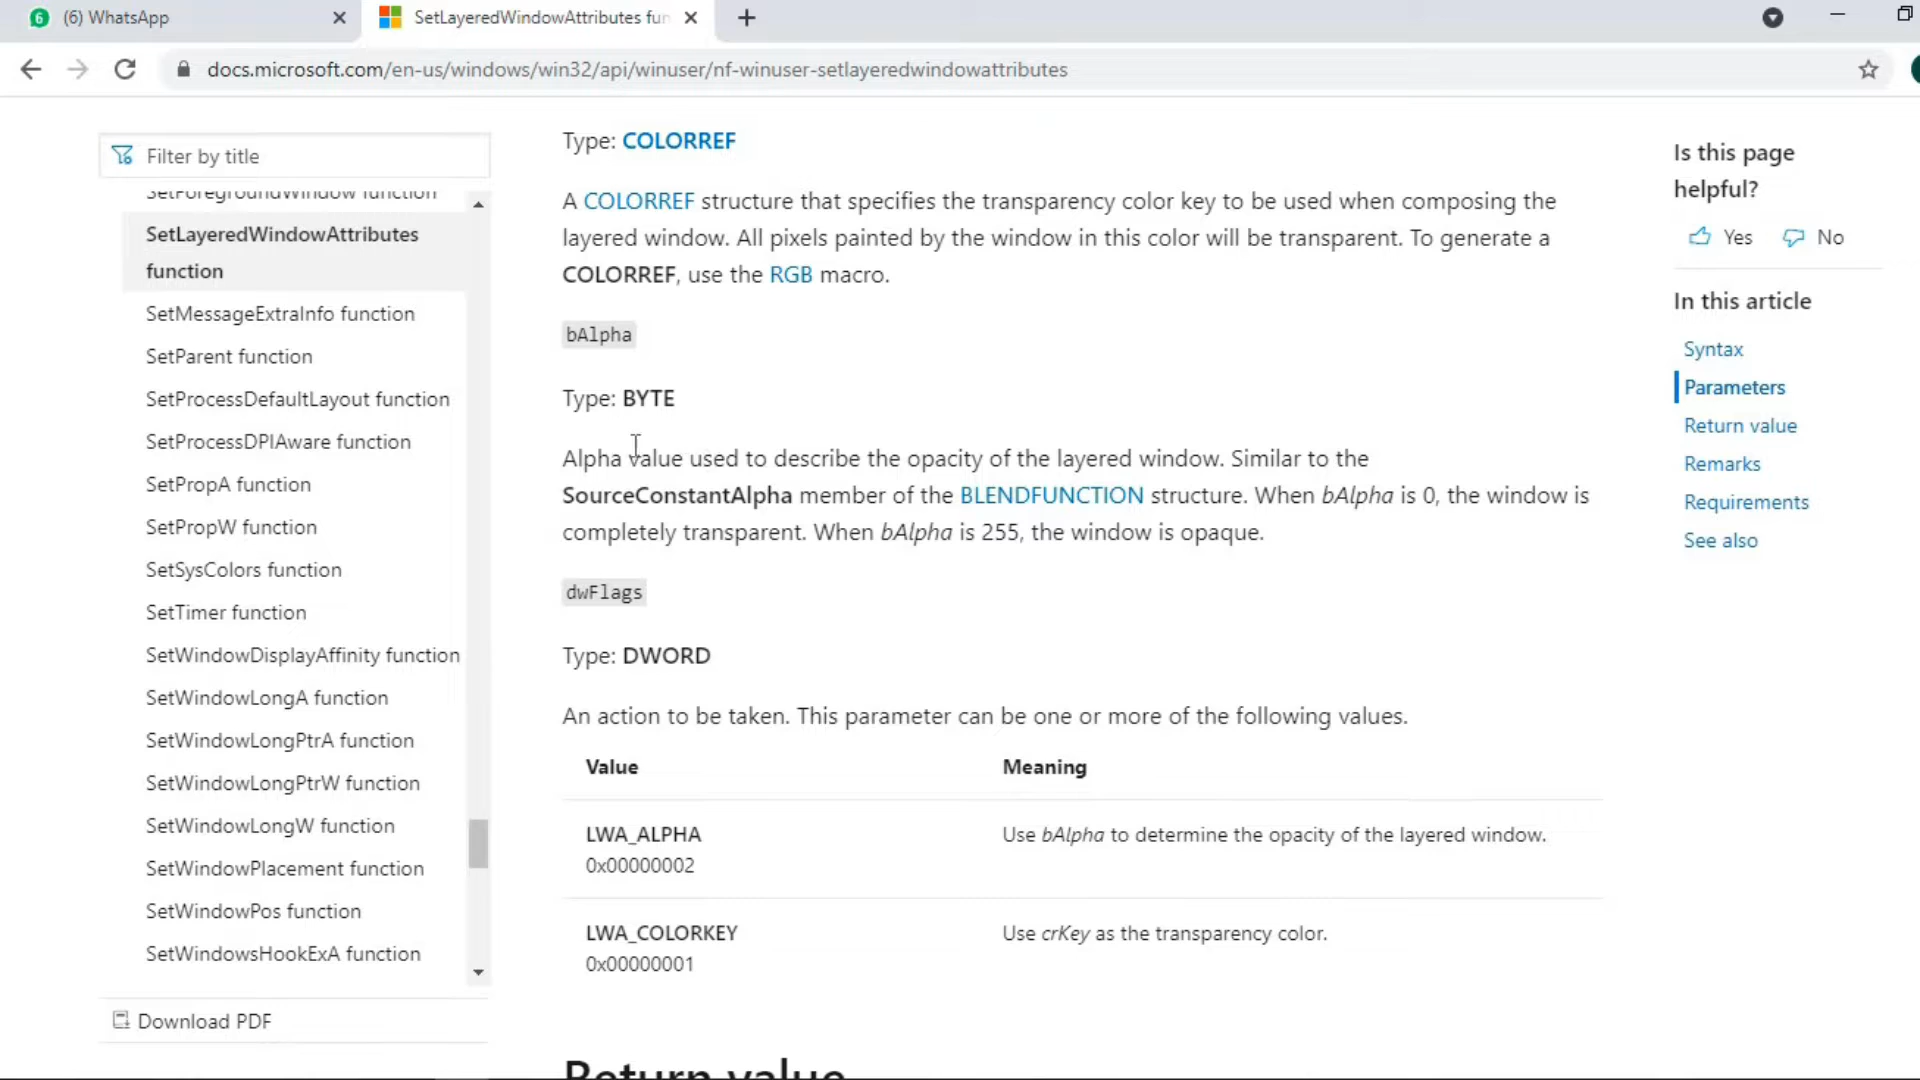 6 (6) WhatsApp
SetLayeredWindowAttributes fun
docs.microsoft.com/en-us/windows/win32/api/winuser/nf-winuser-setlayeredwindowattributes
Filter by title
SetForegroundWindow function
SetLayeredWindowAttributes
function
SetMessageExtraInfo function
SetParent function
SetProcessDefaultLayout function
SetProcessDPIAware function
SetPropA function
SetPropW function
SetSysColors function
SetTimer function
SetWindowDisplayAffinity function
SetWindowLongA function
SetWindowLongPtrA function
SetWindowLongPtrW function
SetWindowLongW function
SetWindowPlacement function
SetWindowPos function
SetWindowsHookExA function
Download PDF
Type: COLORREF
A COLORREF structure that specifies the transparency color key to be used when composing the
layered window. All pixels painted by the window in this color will be transparent. To generate a
COLORREF, use the RGB macro.
bAlpha
Type: BYTE
Alpha value used to describe the opacity of the layered window. Similar to the
SourceConstantAlpha member of the BLENDFUNCTION structure. When bAlpha is 0, the window is
completely transparent. When bAlpha is 255, the window is opaque.
dwFlags
Type: DWORD
An action to be taken. This parameter can be one or more of the following values.
Value Meaning
LWA_ALPHA Use bAlpha to determine the opacity of the layered window.
0x00000002
LWA_COLORKEY Use crKey as the transparency color.
0x00000001
Return value
Is this page
helpful?
Yes No
In this article
Syntax
Parameters
Return value
Remarks
Requirements
See also